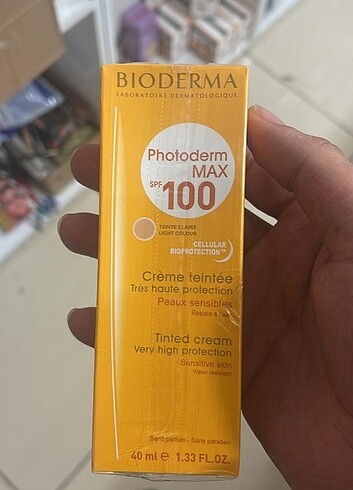 BIODERMA
LABORATOIRE DERMATOLOGIQUE
Photoderm
MAX
SPF 100
TEINTE CLAIRE
LIGHT COLOUR
CELLULAR
BIOPROTECTION™
Crème teintée
Très haute protection
Peaux sensibles
Résiste à l'eau
Tinted cream
Very high protection
Sensitive skin
Water resistant
Sans parfum - Sans paraben
40 ml e 1.33 FL.OZ.